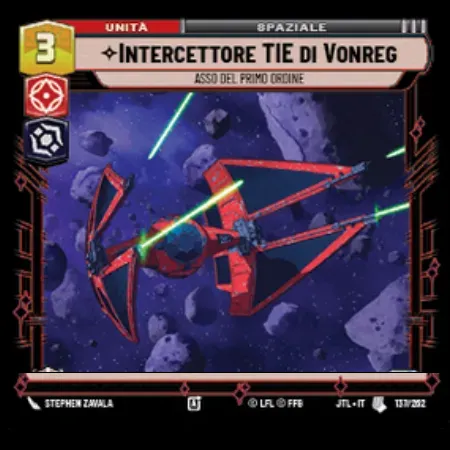 UNITÀ SPAZIALE
3
INTERCETTORE TIE DI VONREG
ASSO DEL PRIMO ORDINE
STEPHEN ZAVALA © LFL © FFG JTL • IT 137/262